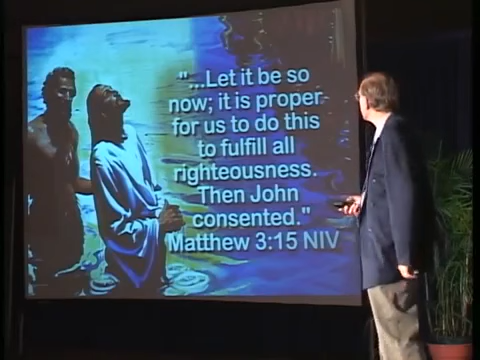 "...Let it be so
now; it is proper
for us to do this
to fulfill all
righteousness.
Then John
consented."
Matthew 3:15 NIV